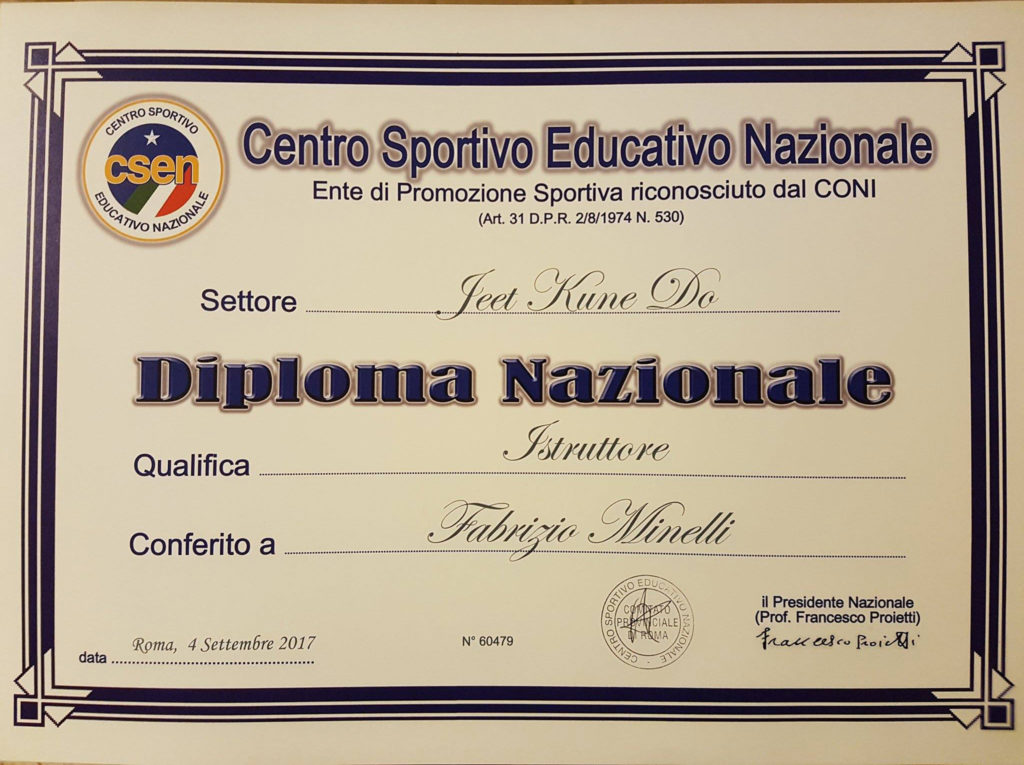 CENTRO SPORTIVO
csen
EDUCATIVO NAZIONALE
Centro Sportivo Educativo Nazionale
Ente di Promozione Sportiva riconosciuto dal CONI
(Art. 31 D.P.R. 2/8/1974 N. 530)
Settore Jeet Kune Do
Diploma Nazionale
Qualifica Istruttore
Conferito a Fabrizio Minelli
CENTRO SPORTIVO EDUCATIVO NAZIONALE
COMITATO
PROVINCIALE
DI ROMA
il Presidente Nazionale
(Prof. Francesco Proietti)
Francesco Proietti
data Roma, 4 Settembre 2017
N° 60479